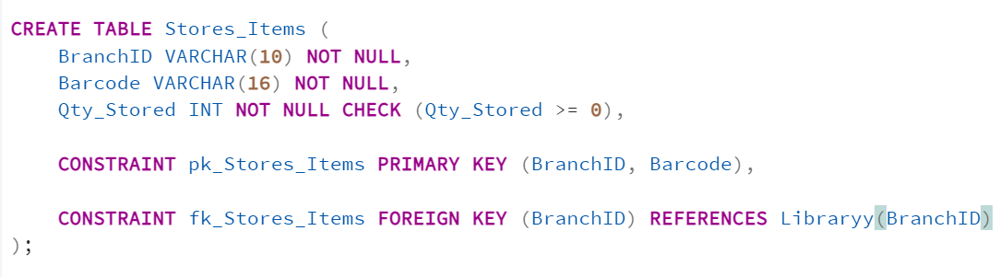 CREATE TABLE Stores_Items (
BranchID VARCHAR(10) NOT NULL,
Barcode VARCHAR(16) NOT NULL,
Qty_Stored INT NOT NULL CHECK (Qty_Stored >= 0),
CONSTRAINT pk_Stores_Items PRIMARY KEY (BranchID, Barcode),
CONSTRAINT fk_Stores_Items FOREIGN KEY (BranchID) REFERENCES Libraryy(BranchID)
);